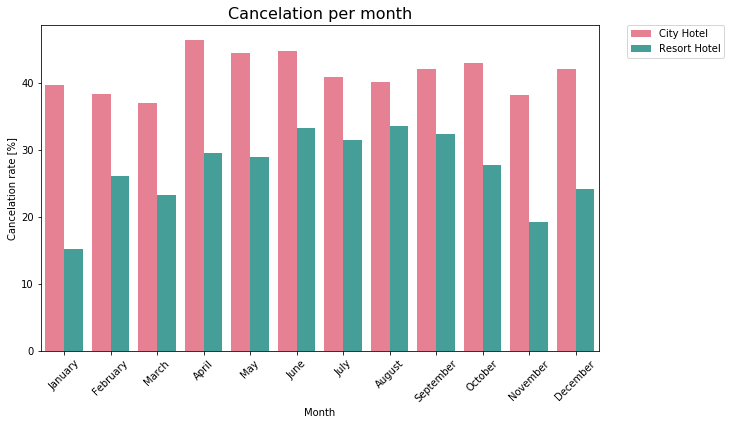 Cancelation per month
City Hotel
Resort Hotel
Cancelation rate [%]
40
30
20
10
0
January
February
March
April
May
June
July
August
September
October
November
December
Month